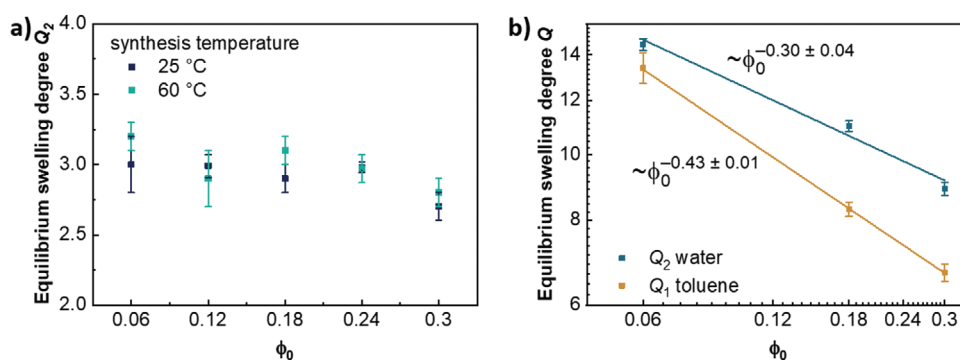 a)
Equilibrium swelling degree Q₂
4.0
3.5
3.0
2.5
2.0
synthesis temperature
25 °C
60 °C
0.06
0.12
0.18
0.24
0.3
ϕ₀
b)
Equilibrium swelling degree Q
14
12
10
8
6
~ϕ₀^−0.30 ± 0.04
~ϕ₀^−0.43 ± 0.01
Q₂ water
Q₁ toluene
0.06
0.12
0.18
0.24
0.3
ϕ₀